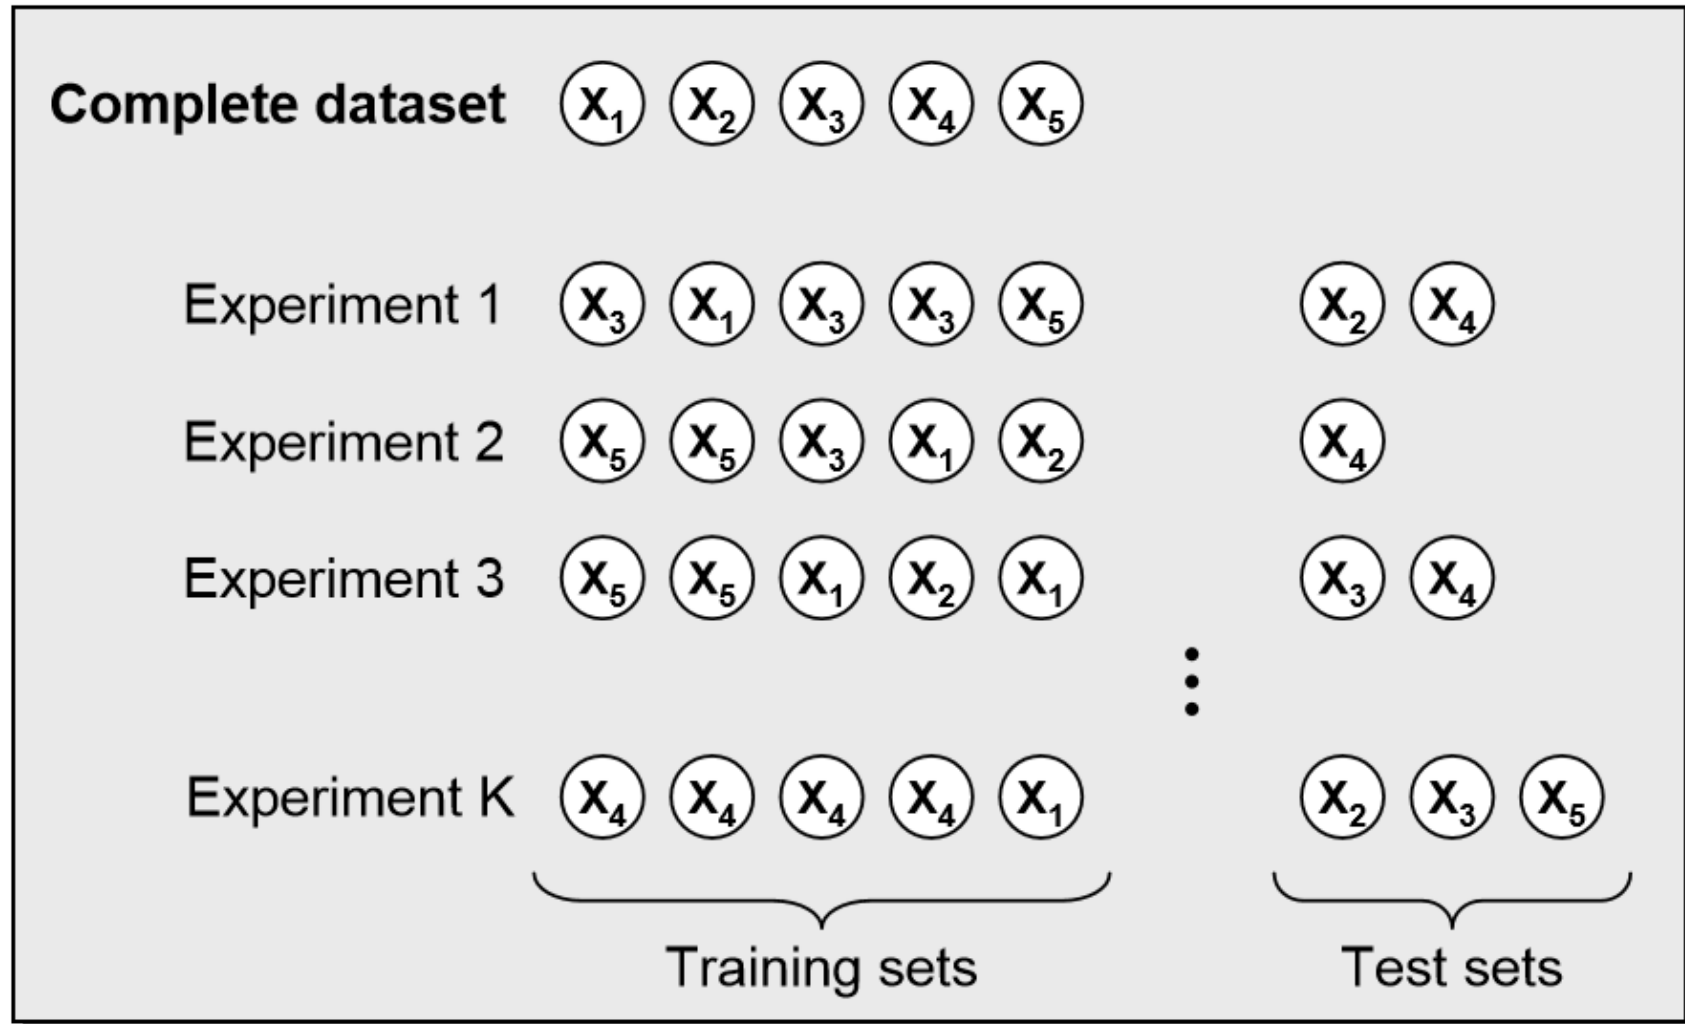 Complete dataset X₁ X₂ X₃ X₄ X₅
Experiment 1 X₃ X₁ X₃ X₃ X₅ X₂ X₄
Experiment 2 X₅ X₅ X₃ X₁ X₂ X₄
Experiment 3 X₅ X₅ X₁ X₂ X₁ X₃ X₄
Experiment K X₄ X₄ X₄ X₄ X₁ X₂ X₃ X₅
Training sets Test sets